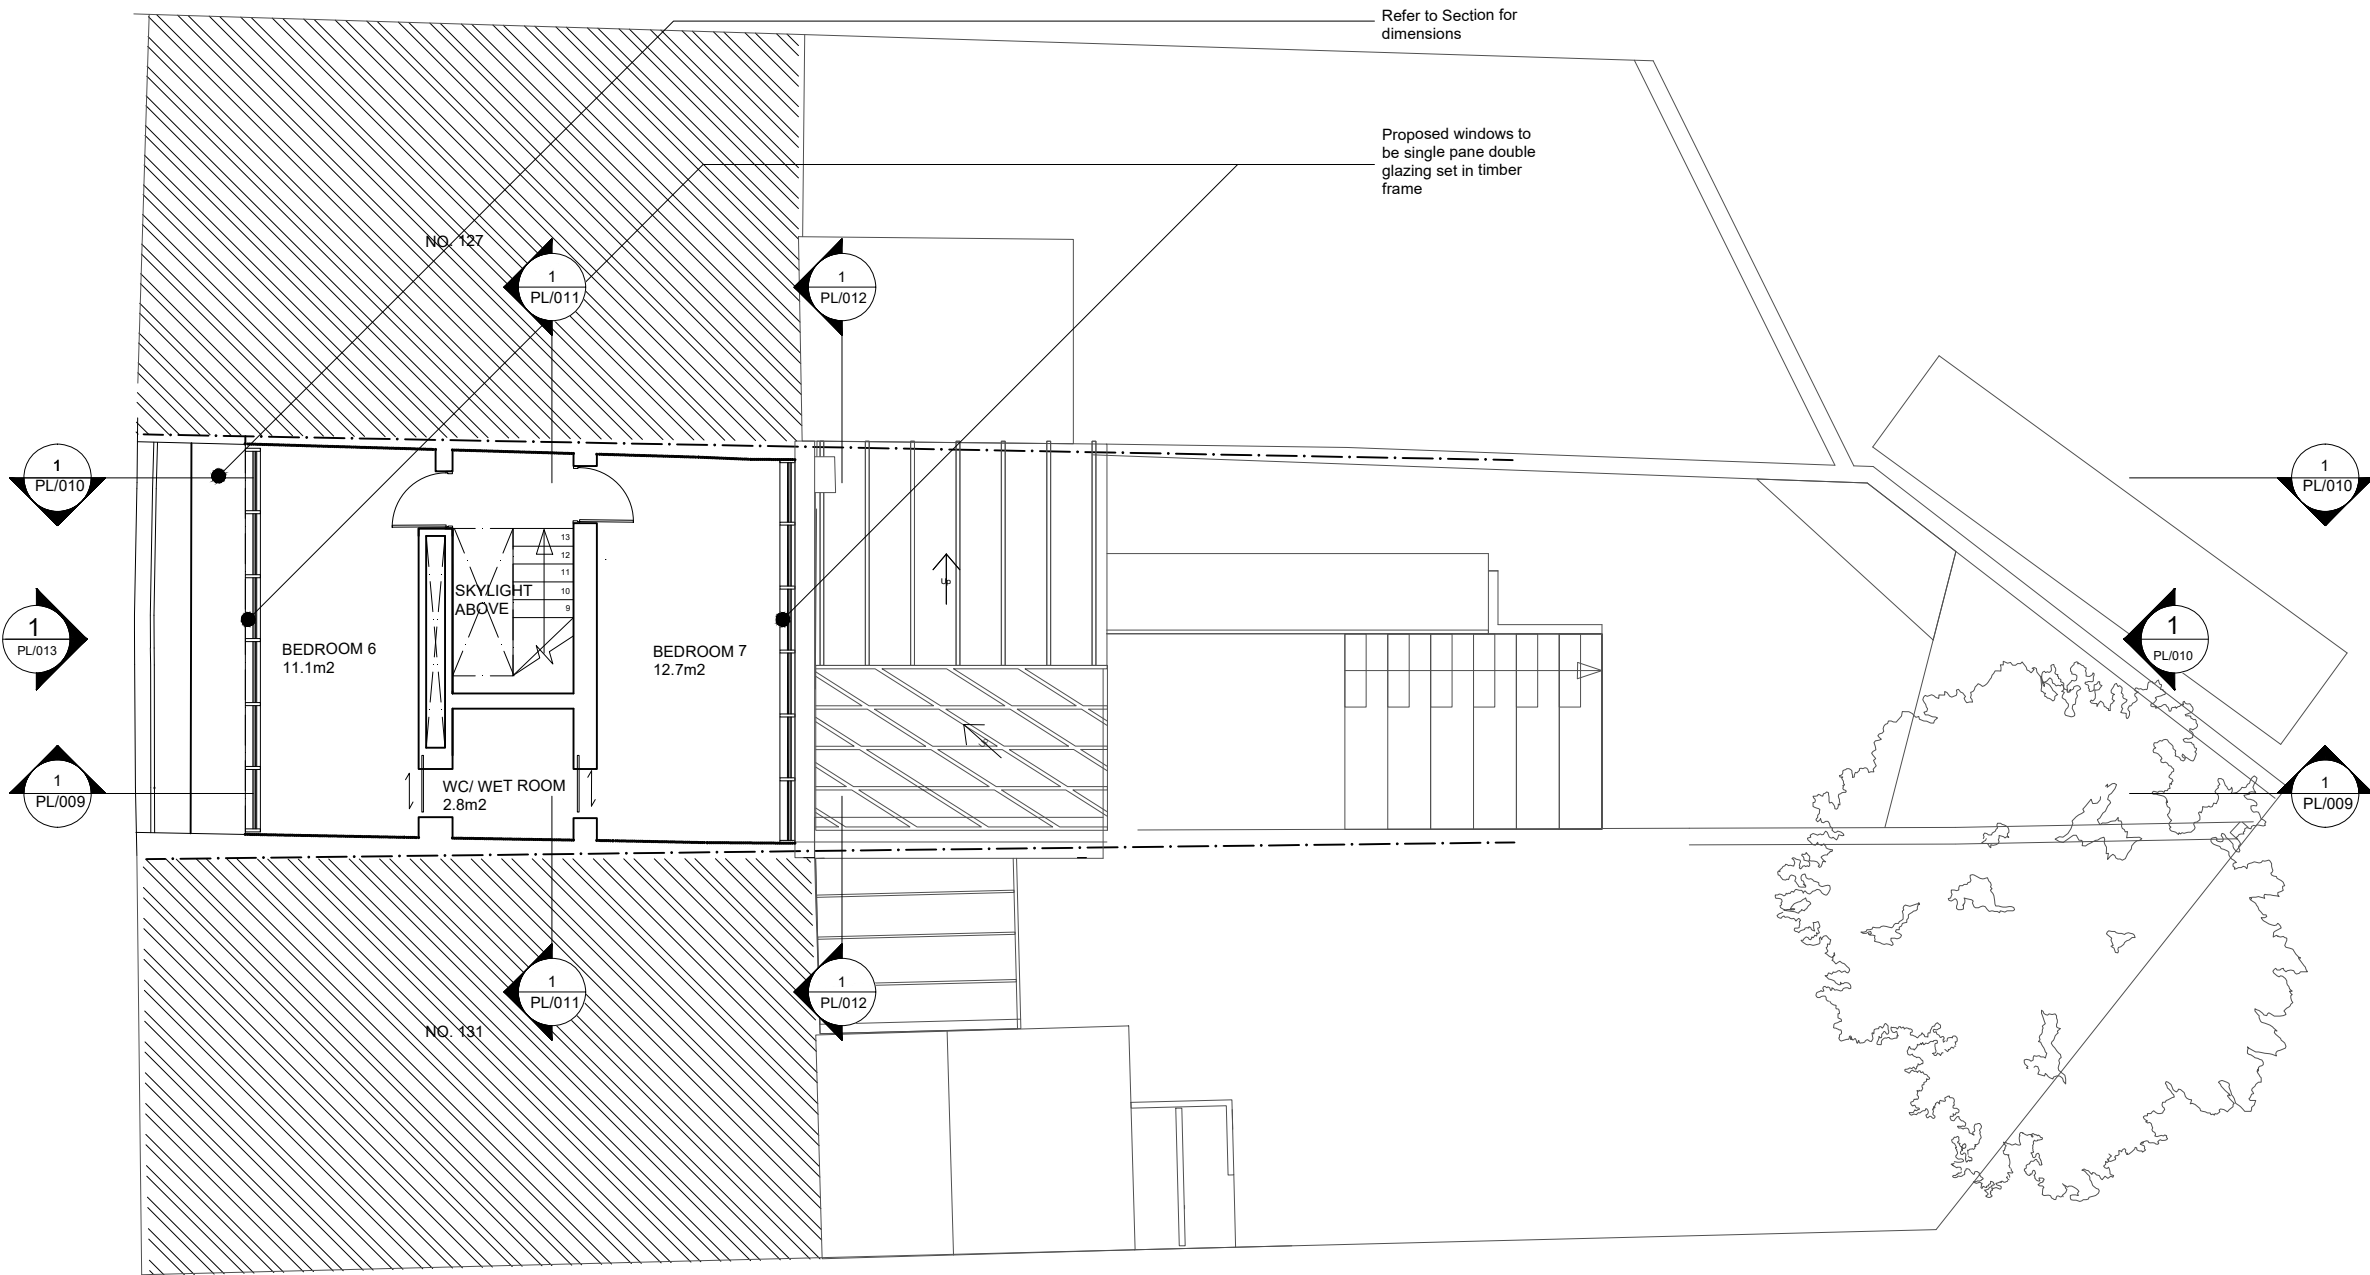 Refer to Section for
dimensions
Proposed windows to
be single pane double
glazing set in timber
frame
NO. 127
1
PL/011
1
PL/012
1
PL/010
1
PL/010
13
12
11
10
9
SKYLIGHT
ABOVE
Up
1
PL/013
BEDROOM 6
11.1m2
BEDROOM 7
12.7m2
1
PL/010
WC/ WET ROOM
2.8m2
1
PL/009
1
PL/009
1
PL/011
1
PL/012
NO. 131